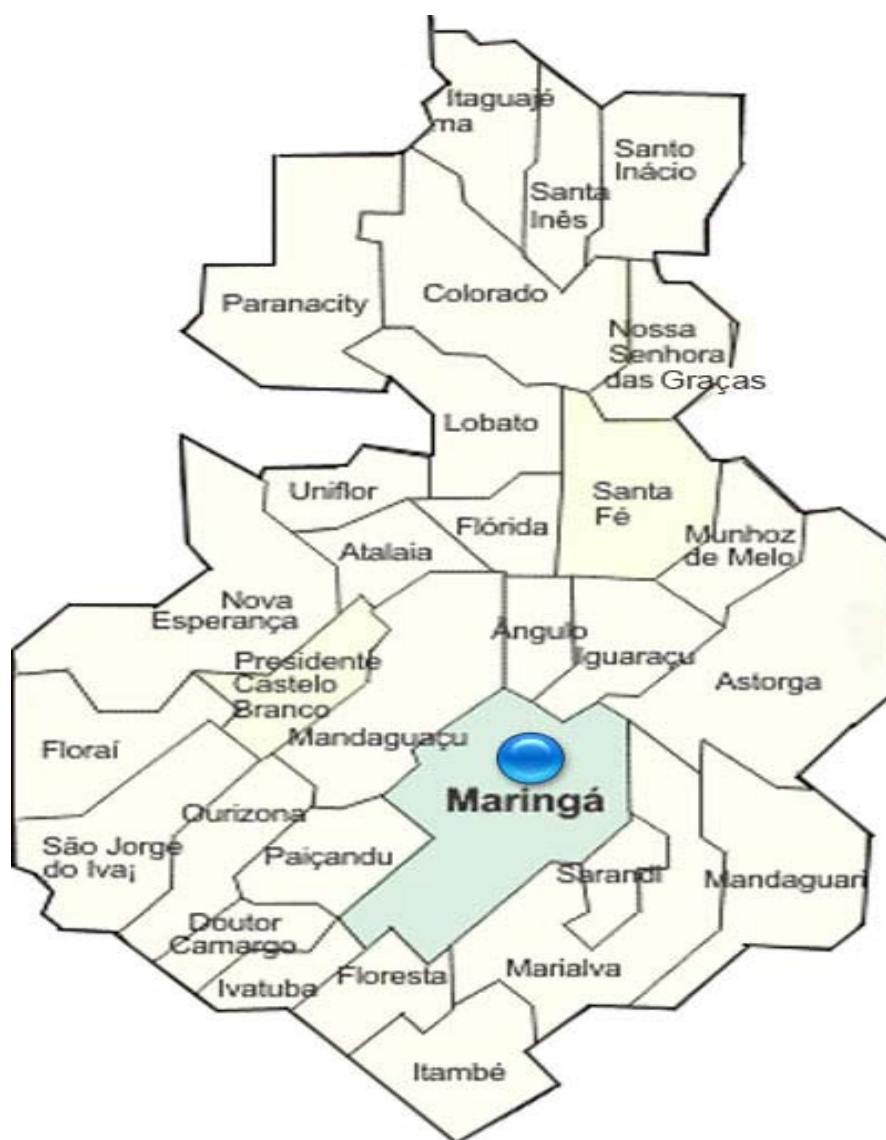 Itaguajé
ma
Santo
Inácio
Santa
Inês
Paranacity
Colorado
Nossa
Senhora
das Graças
Lobato
Uniflor
Santa
Fé
Flórida
Munhoz
de Melo
Atalaia
Nova
Esperança
Ângulo
Iguaraçu
Presidente
Castelo
Branco
Astorga
Floraí
Mandaguaçu
Maringá
Ourizona
São Jorge
do Iva¡
Paiçandu
Sarandi
Mandaguari
Doutor
Camargo
Ivatuba
Floresta
Marialva
Itambé